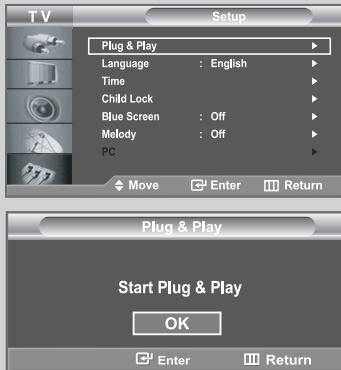 TV Setup
Plug & Play
Language : English
Time
Child Lock
Blue Screen : Off
Melody : Off
PC
Move Enter Return
Plug & Play
Start Plug & Play
OK
Enter Return